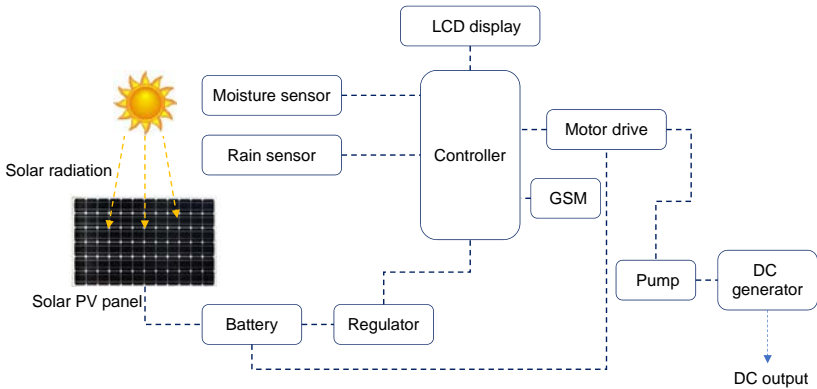 LCD display
Moisture sensor
Rain sensor
Controller
Motor drive
Solar radiation
GSM
Pump
DC
generator
Solar PV panel
Battery
Regulator
DC output